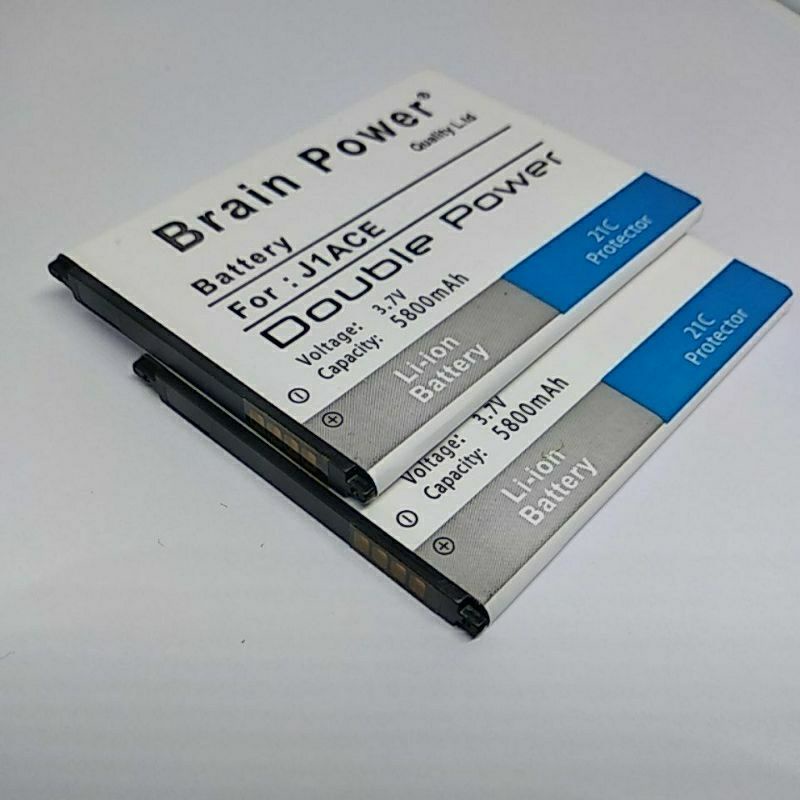 Brain Power®
Quality L.td
Battery
For : J1ACE
Double Power
Voltage: 3.7V
Capacity: 5800mAh
Li-ion
Battery
21C
Protector
Voltage: 3.7V
Capacity: 5800mAh
Li-ion
Battery
21C
Protector